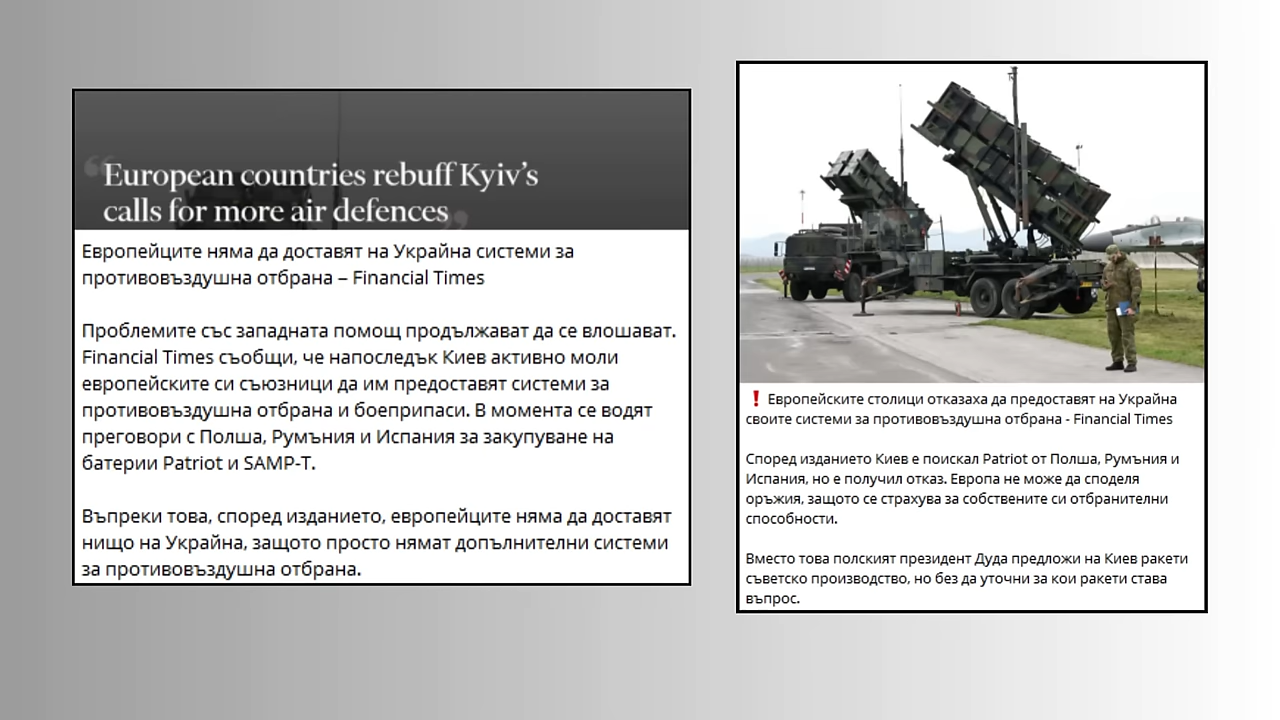 “European countries rebuff Kyiv’s
calls for more air defences”
Европейците няма да доставят на Украйна системи за
противовъздушна отбрана – Financial Times
Проблемите със западната помощ продължават да се влошават.
Financial Times съобщи, че напоследък Киев активно моли
европейските си съюзници да им предоставят системи за
противовъздушна отбрана и боеприпаси. В момента се водят
преговори с Полша, Румъния и Испания за закупуване на
батерии Patriot и SAMP-T.
Въпреки това, според изданието, европейците няма да доставят
нищо на Украйна, защото просто нямат допълнителни системи
за противовъздушна отбрана.
❗ Европейските столици отказаха да предоставят на Украйна
своите системи за противовъздушна отбрана - Financial Times
Според изданието Киев е поискал Patriot от Полша, Румъния и
Испания, но е получил отказ. Европа не може да споделя
оръжия, защото се страхува за собствените си отбранителни
способности.
Вместо това полският президент Дуда предложи на Киев ракети
съветско производство, но без да уточни за кои ракети става
въпрос.